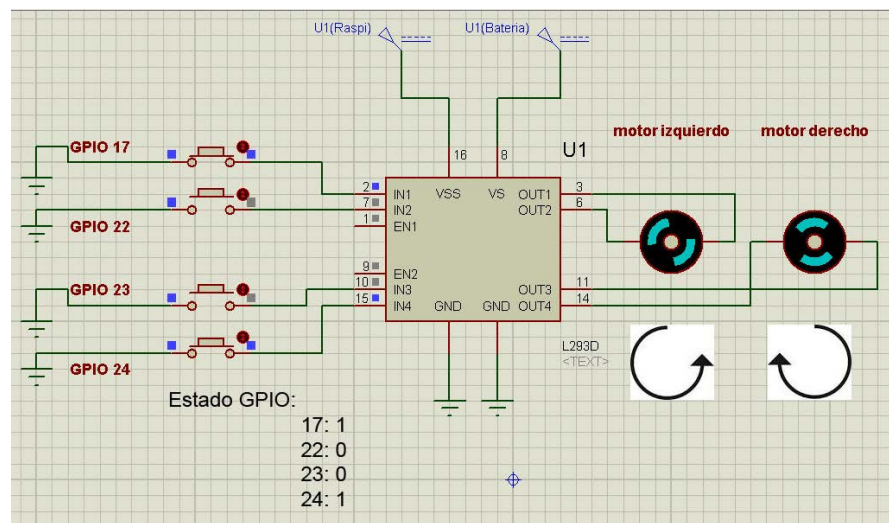 U1(Raspi)
U1(Bateria)
motor izquierdo
motor derecho
GPIO 17
GPIO 22
GPIO 23
GPIO 24
U1
16
8
2
7
1
9
10
15
3
6
11
14
IN1
IN2
EN1
EN2
IN3
IN4
VSS
VS
OUT1
OUT2
OUT3
OUT4
GND
GND
L293D
<TEXT>
Estado GPIO:
17: 1
22: 0
23: 0
24: 1